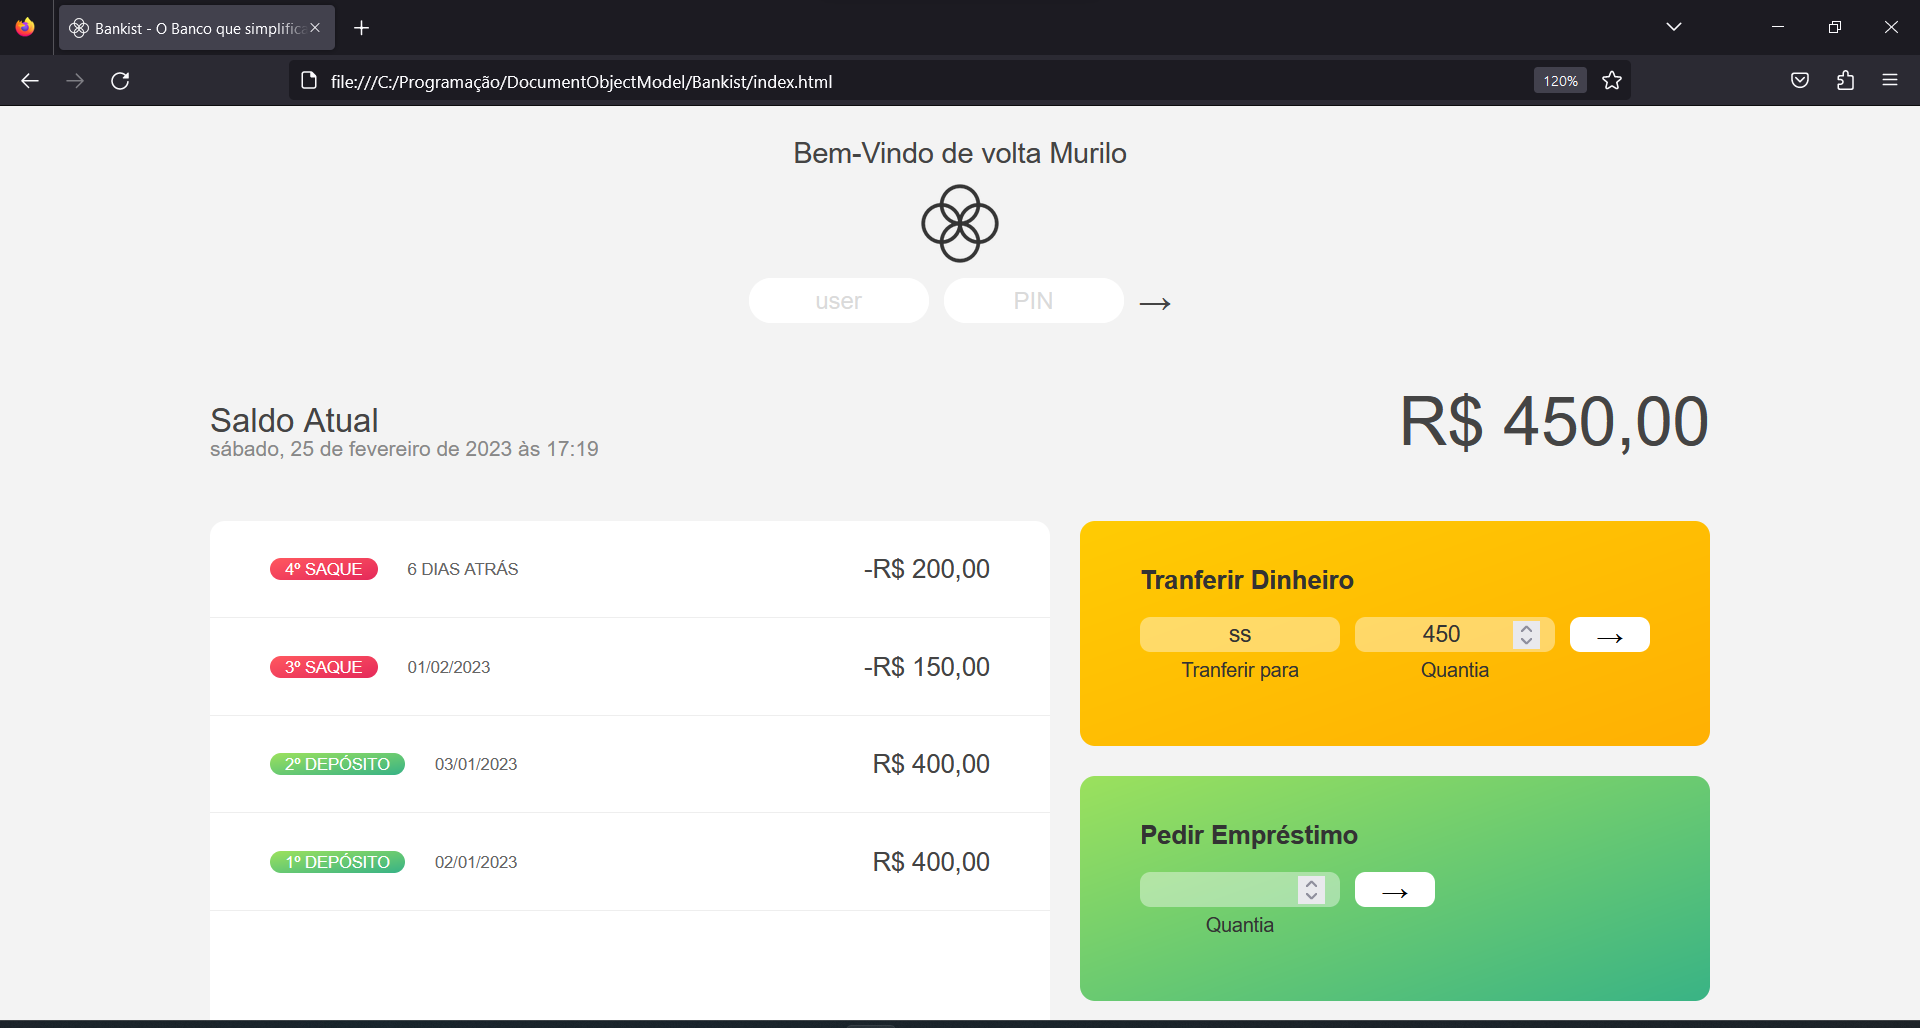 Bankist - O Banco que simplifica
file:///C:/Programação/DocumentObjectModel/Bankist/index.html
120%
Bem-Vindo de volta Murilo
user
PIN
→
Saldo Atual
sábado, 25 de fevereiro de 2023 às 17:19
R$ 450,00
4º SAQUE 6 DIAS ATRÁS -R$ 200,00
3º SAQUE 01/02/2023 -R$ 150,00
2º DEPÓSITO 03/01/2023 R$ 400,00
1º DEPÓSITO 02/01/2023 R$ 400,00
Tranferir Dinheiro
ss 450 →
Tranferir para Quantia
Pedir Empréstimo
→
Quantia